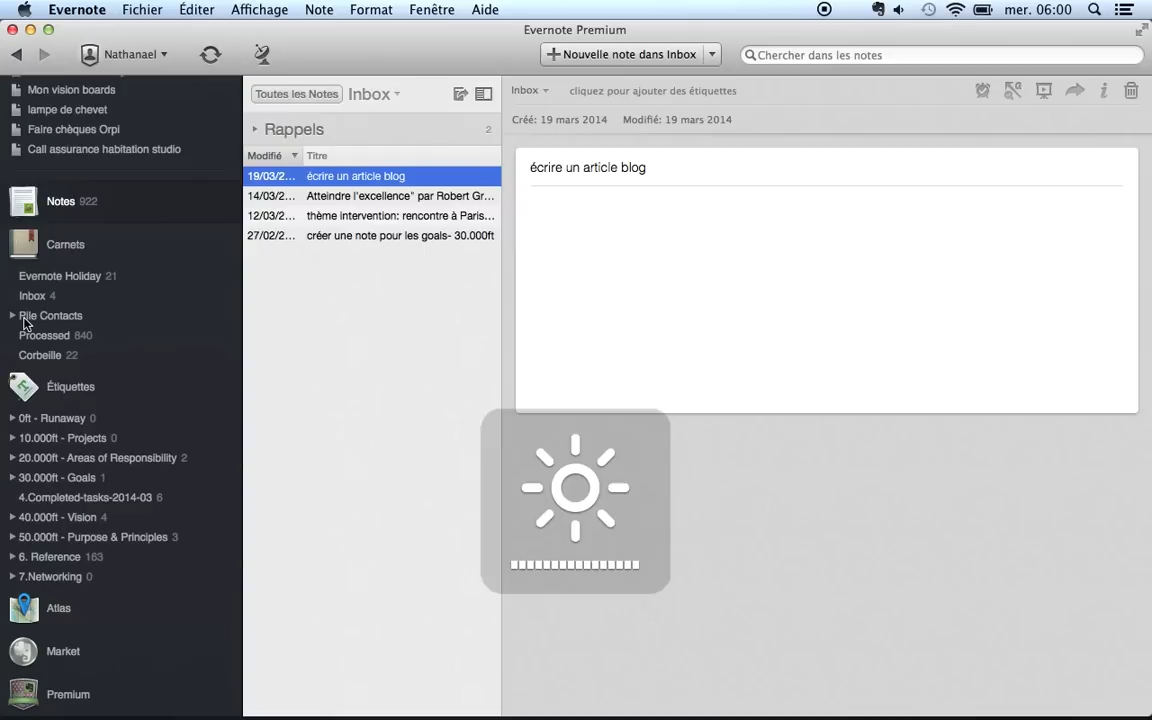 Evernote Fichier Éditer Affichage Note Format Fenêtre Aide mer. 06:00
Evernote Premium
Nathanael
Nouvelle note dans Inbox
Chercher dans les notes
Mon vision boards
lampe de chevet
Faire chèques Orpi
Call assurance habitation studio
Notes 922
Carnets
Evernote Holiday 21
Inbox 4
Pile Contacts
Processed 840
Corbeille 22
Étiquettes
0ft - Runaway 0
10.000ft - Projects 0
20.000ft - Areas of Responsibility 2
30.000ft - Goals 1
4.Completed-tasks-2014-03 6
40.000ft - Vision 4
50.000ft - Purpose & Principles 3
6. Reference 163
7.Networking 0
Atlas
Market
Premium
Toutes les Notes Inbox
Rappels 2
Modifié Titre
19/03/2... écrire un article blog
14/03/2... Atteindre l'excellence" par Robert Gr...
12/03/2... thème intervention: rencontre à Paris...
27/02/2... créer une note pour les goals- 30.000ft
Inbox cliquez pour ajouter des étiquettes
Créé: 19 mars 2014 Modifié: 19 mars 2014
écrire un article blog